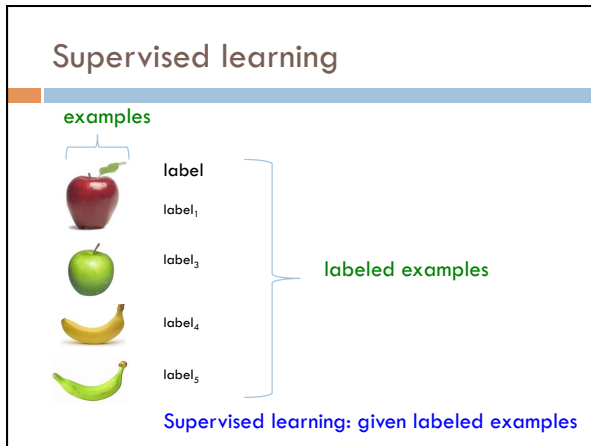 Supervised learning
examples
label
label₁
label₃
labeled examples
label₄
label₅
Supervised learning: given labeled examples